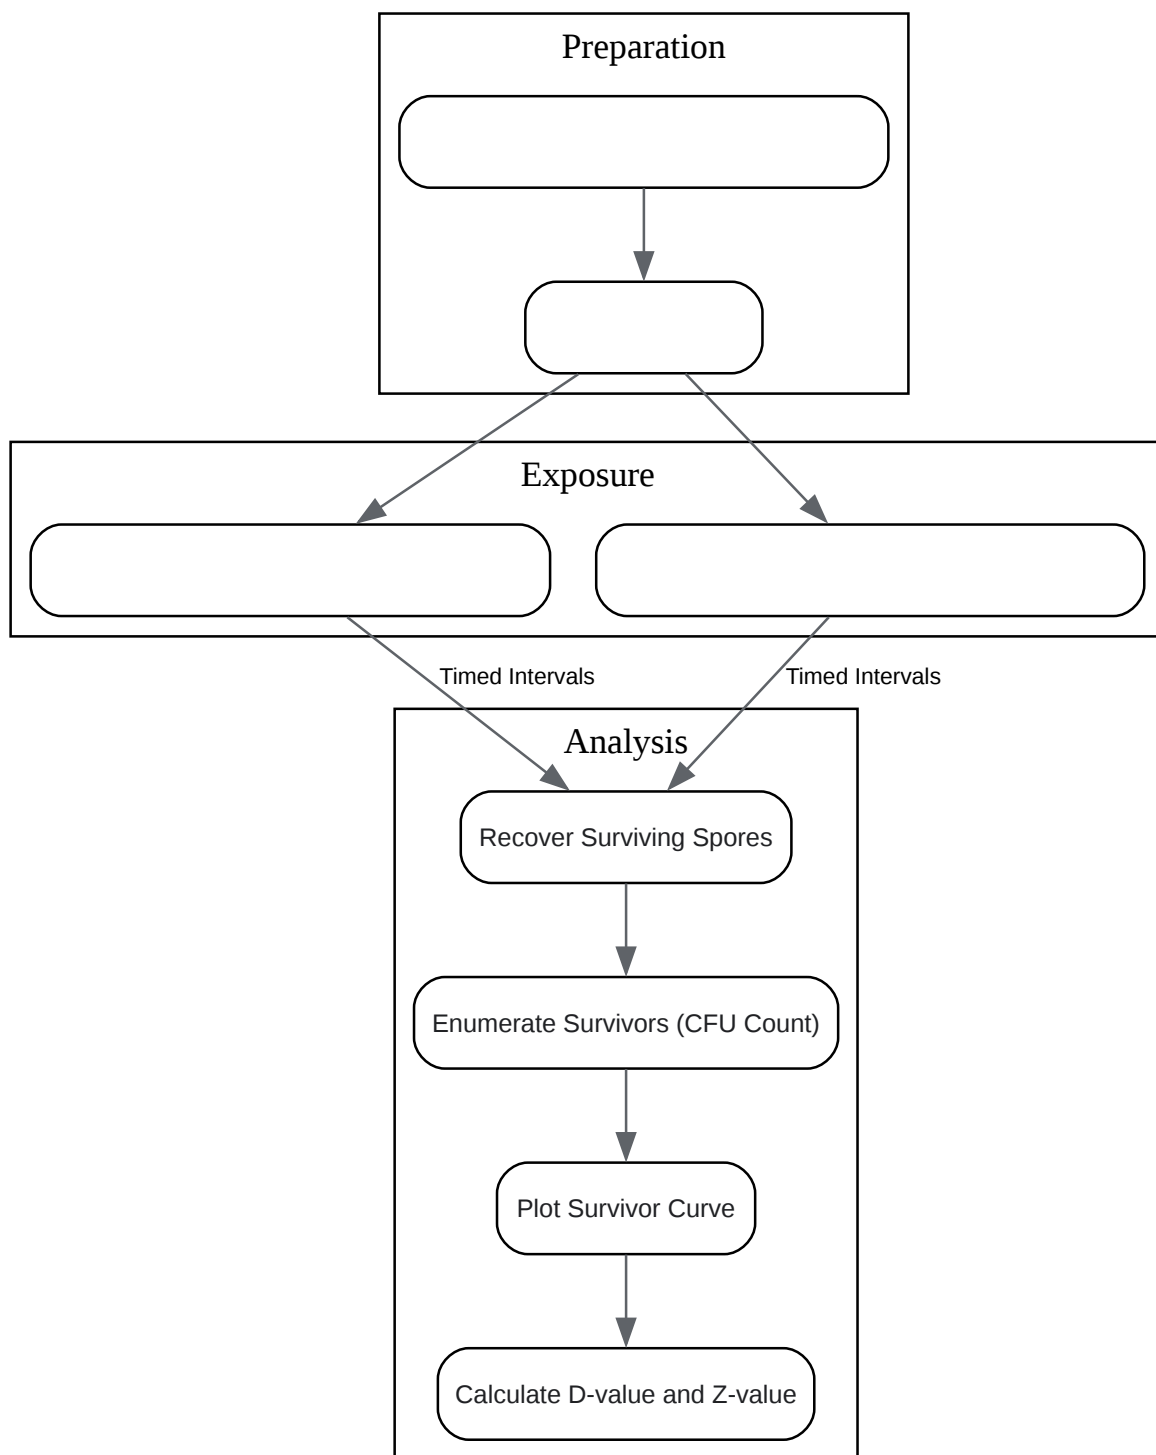 Preparation
Exposure
Timed Intervals
Timed Intervals
Analysis
Recover Surviving Spores
Enumerate Survivors (CFU Count)
Plot Survivor Curve
Calculate D-value and Z-value